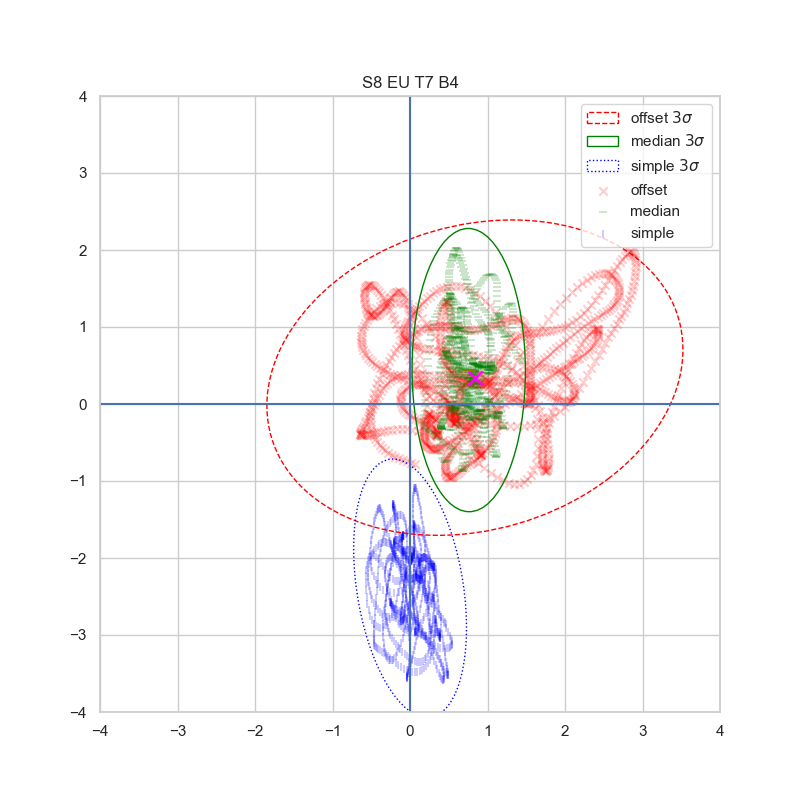 S8 EU T7 B4
4
3
2
1
0
−1
−2
−3
−4
−4
−3
−2
−1
0
1
2
3
4
offset 3σ
median 3σ
simple 3σ
offset
median
simple